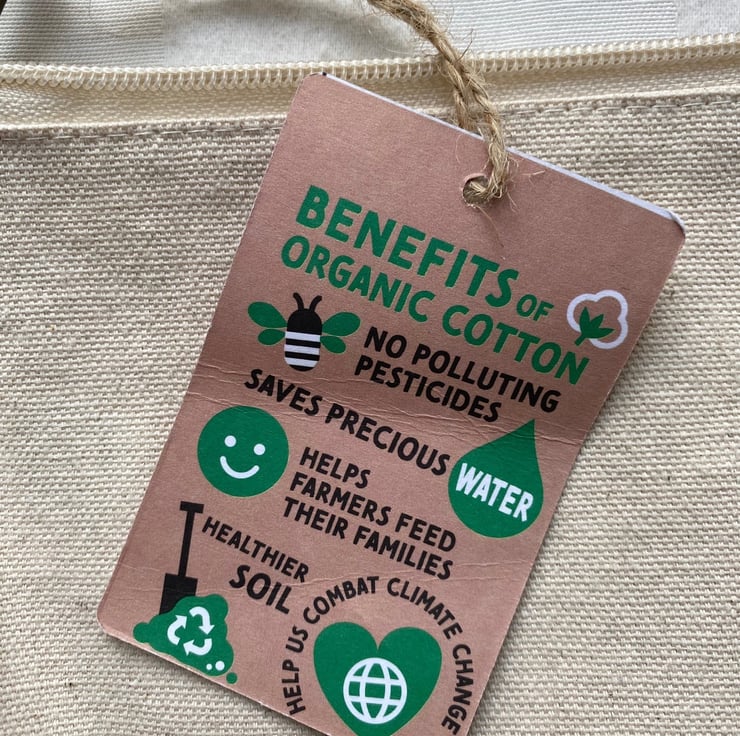 BENEFITS OF
ORGANIC COTTON
NO POLLUTING
PESTICIDES
SAVES PRECIOUS WATER
HELPS
FARMERS FEED
THEIR FAMILIES
HEALTHIER
SOIL
HELP US COMBAT CLIMATE CHANGE